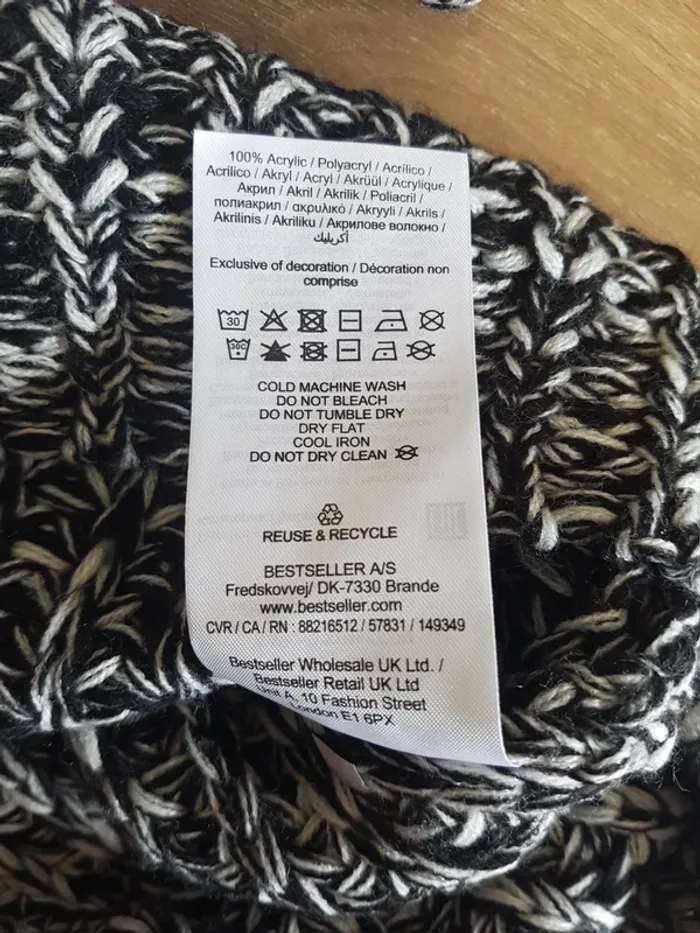 100% Acrylic / Polyacryl / Acrílico /
Acrilico / Akryl / Acryl / Akrüül / Acrylique /
Акрил / Akril / Akrilik / Poliacril /
полиакрил / ακρυλικό / Akryyli / Akrils /
Akrilinis / Akriliku / Акрилове волокно /
أكريليك
Exclusive of decoration / Décoration non
comprise
30
30C
COLD MACHINE WASH
DO NOT BLEACH
DO NOT TUMBLE DRY
DRY FLAT
COOL IRON
DO NOT DRY CLEAN
REUSE & RECYCLE
BESTSELLER A/S
Fredskovvej/ DK-7330 Brande
www.bestseller.com
CVR / CA / RN : 88216512 / 57831 / 149349
Bestseller Wholesale UK Ltd. /
Bestseller Retail UK Ltd
Unit A, 10 Fashion Street
London E1 6PX